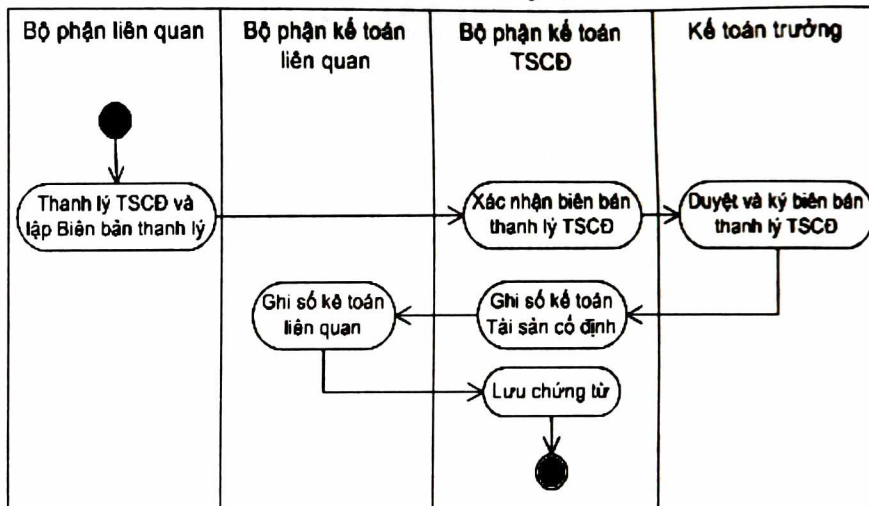 Bộ phận liên quan
Bộ phận kế toán
liên quan
Bộ phận kế toán
TSCĐ
Kế toán trưởng
Thanh lý TSCĐ và
lập Biên bản thanh lý
Xác nhận biên bản
thanh lý TSCĐ
Duyệt và ký biên bản
thanh lý TSCĐ
Ghi sổ kế toán
liên quan
Ghi sổ kế toán
Tài sản cố định
Lưu chứng từ